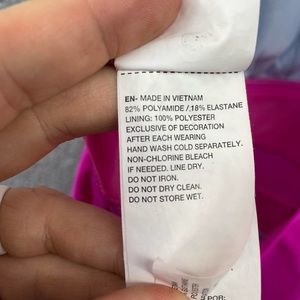 EN- MADE IN VIETNAM
82% POLYAMIDE / 18% ELASTANE
LINING: 100% POLYESTER
EXCLUSIVE OF DECORATION
AFTER EACH WEARING
HAND WASH COLD SEPARATELY.
NON-CHLORINE BLEACH
IF NEEDED. LINE DRY.
DO NOT IRON.
DO NOT DRY CLEAN.
DO NOT STORE WET.
POR: